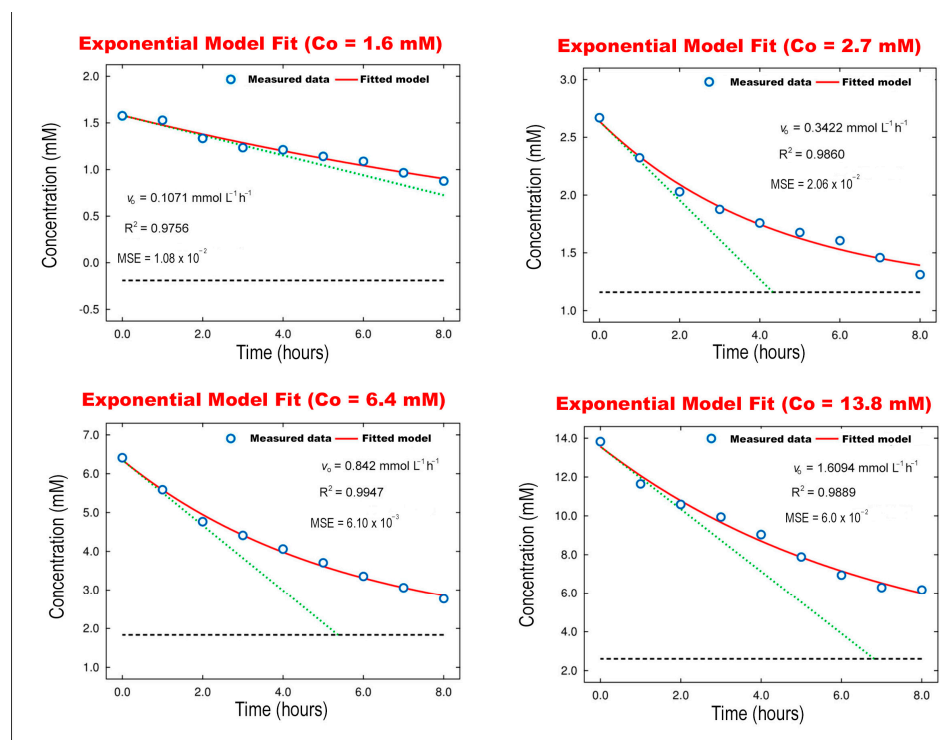 Exponential Model Fit (Co = 1.6 mM)
Measured data
Fitted model
2.0
1.5
1.0
0.5
0.0
-0.5
Concentration (mM)
vₒ = 0.1071 mmol L⁻¹h⁻¹
R² = 0.9756
MSE = 1.08 x 10⁻²
0.0 2.0 4.0 6.0 8.0
Time (hours)
Exponential Model Fit (Co = 2.7 mM)
Measured data
Fitted model
3.0
2.5
2.0
1.5
1.0
Concentration (mM)
vₒ = 0.3422 mmol L⁻¹h⁻¹
R² = 0.9860
MSE = 2.06 x 10⁻²
0.0 2.0 4.0 6.0 8.0
Time (hours)
Exponential Model Fit (Co = 6.4 mM)
Measured data
Fitted model
7.0
6.0
5.0
4.0
3.0
2.0
1.0
Concentration (mM)
vₒ = 0.842 mmol L⁻¹h⁻¹
R² = 0.9947
MSE = 6.10 x 10⁻³
0.0 2.0 4.0 6.0 8.0
Time (hours)
Exponential Model Fit (Co = 13.8 mM)
Measured data
Fitted model
14.0
12.0
10.0
8.0
6.0
4.0
2.0
Concentration (mM)
vₒ = 1.6094 mmol L⁻¹h⁻¹
R² = 0.9889
MSE = 6.0 x 10⁻²
0.0 2.0 4.0 6.0 8.0
Time (hours)